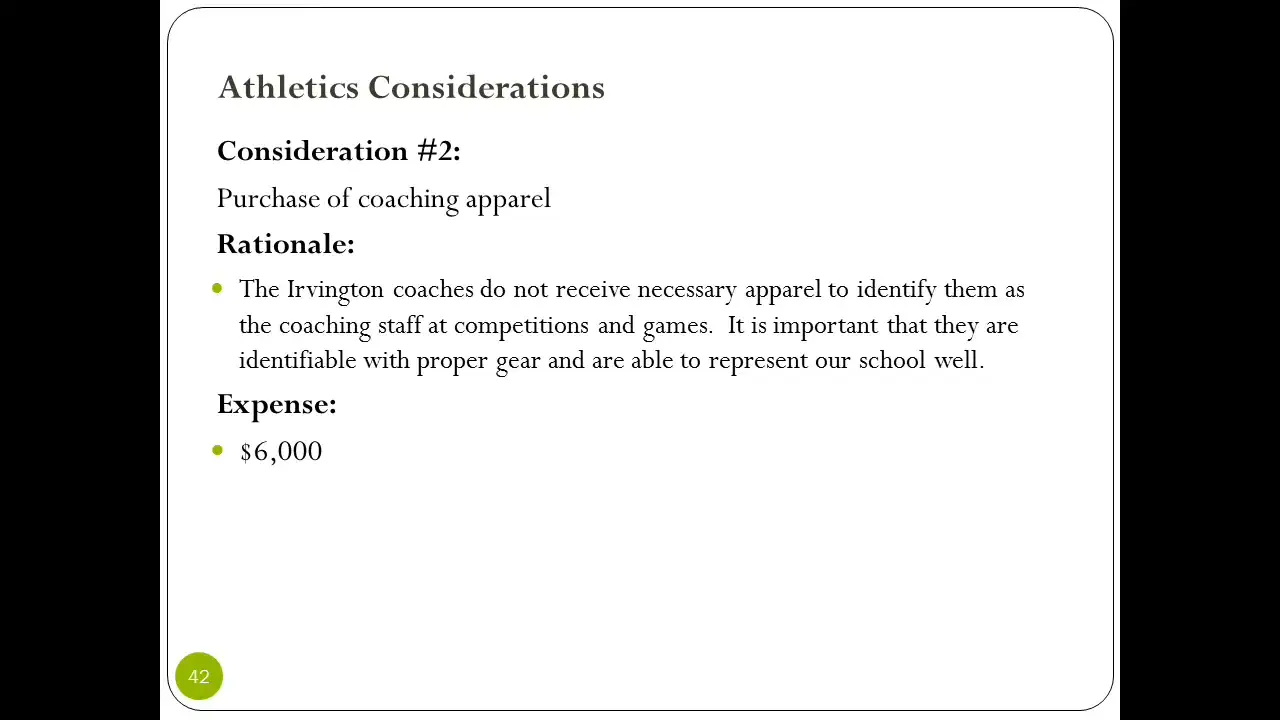 Athletics Considerations
Consideration #2:
Purchase of coaching apparel
Rationale:
The Irvington coaches do not receive necessary apparel to identify them as
the coaching staff at competitions and games.  It is important that they are
identifiable with proper gear and are able to represent our school well.
Expense:
$6,000
42